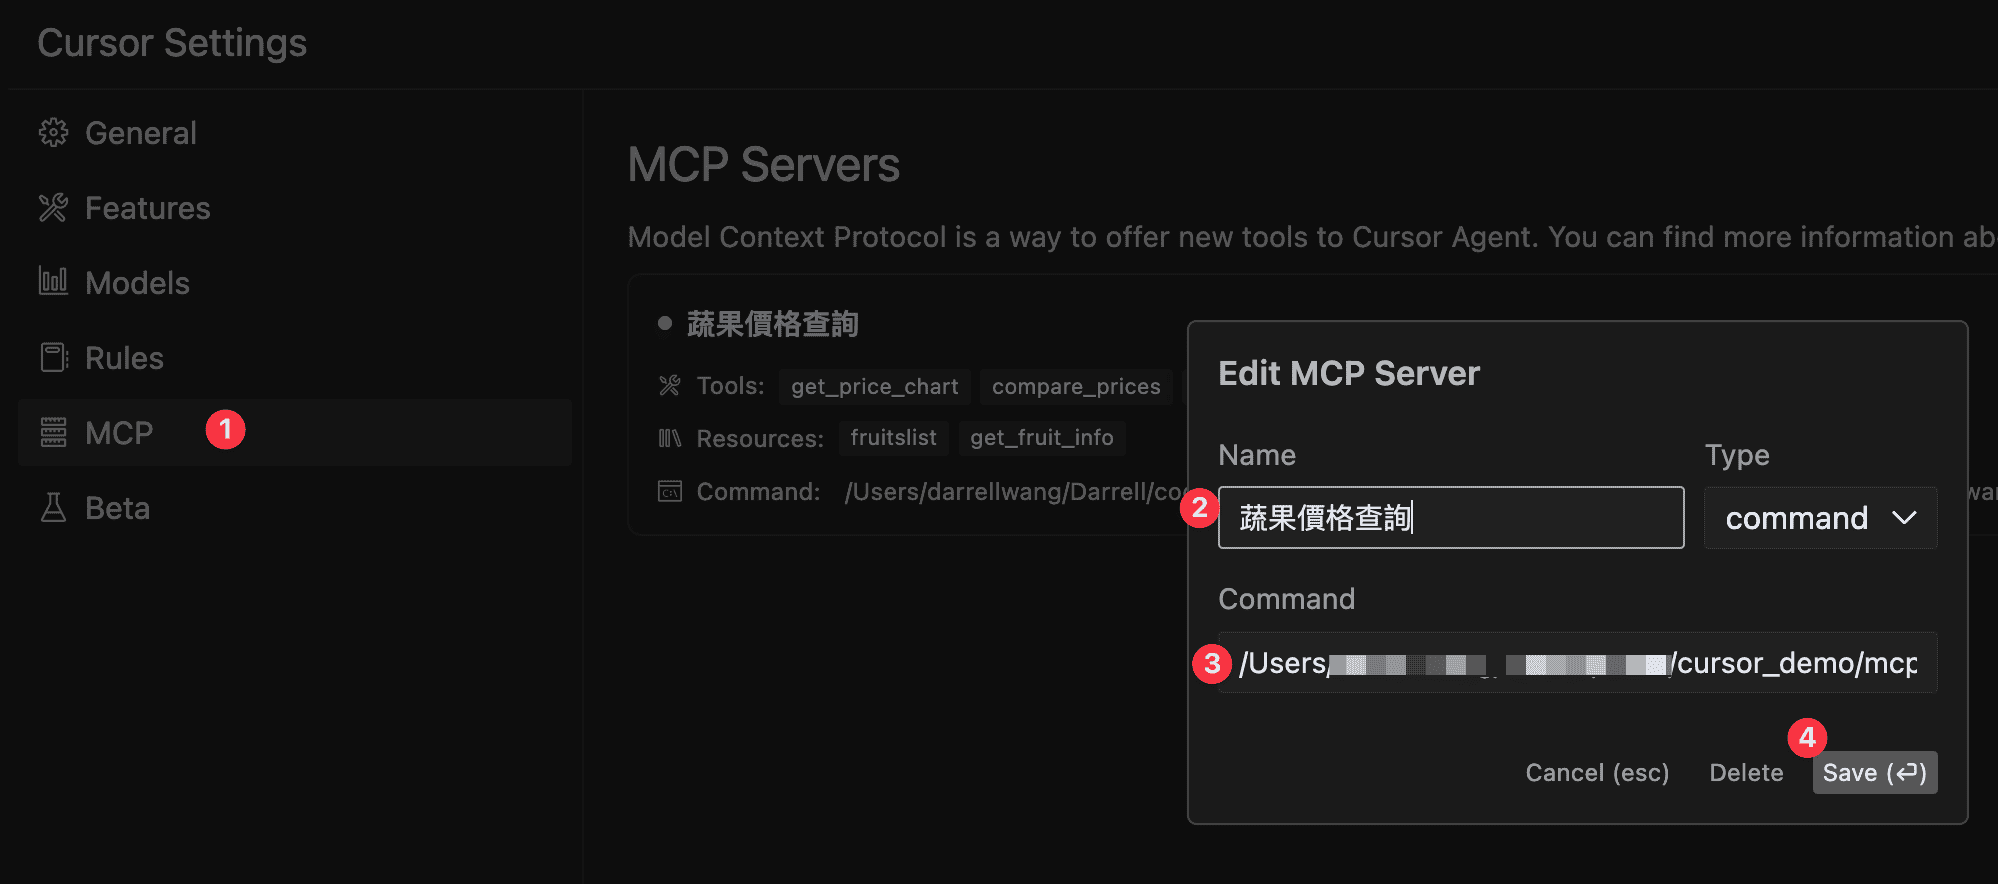 Cursor Settings
General
Features
Models
Rules
MCP 1
Beta
MCP Servers
Model Context Protocol is a way to offer new tools to Cursor Agent. You can find more information
蔬果價格查詢
Tools: get_price_chart compare_prices
Resources: fruitslist get_fruit_info
Command: /Users/darrellwang/Darrell/
Edit MCP Server
Name Type
2 蔬果價格查詢 command
Command
3 /Users/ /cursor_demo/mcp
4
Cancel (esc) Delete Save (⏎)